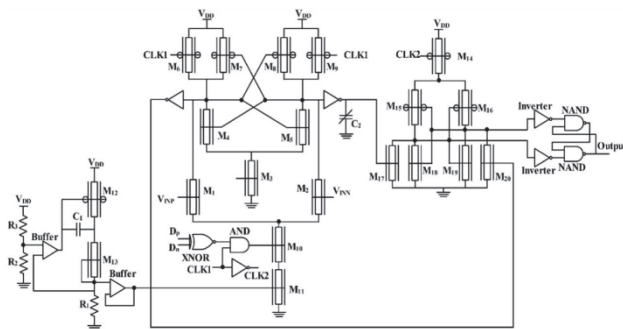 VDD
VDD
VDD
CLK1
M6
M7
M8
M9
CLK1
CLK2
M14
M15
M16
Inverter
NAND
M4
M5
C2
Output
M3
M17
M18
M19
M20
Inverter
NAND
VDD
M12
M1
M2
VINP
VINN
VDD
R3
C1
Buffer
R2
M13
Dp
Dn
XNOR
AND
M10
CLK1
CLK2
Buffer
M11
R1